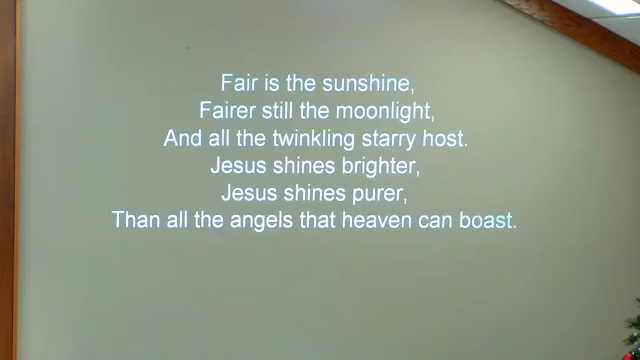 Fair is the sunshine,
Fairer still the moonlight,
And all the twinkling starry host.
Jesus shines brighter,
Jesus shines purer,
Than all the angels that heaven can boast.